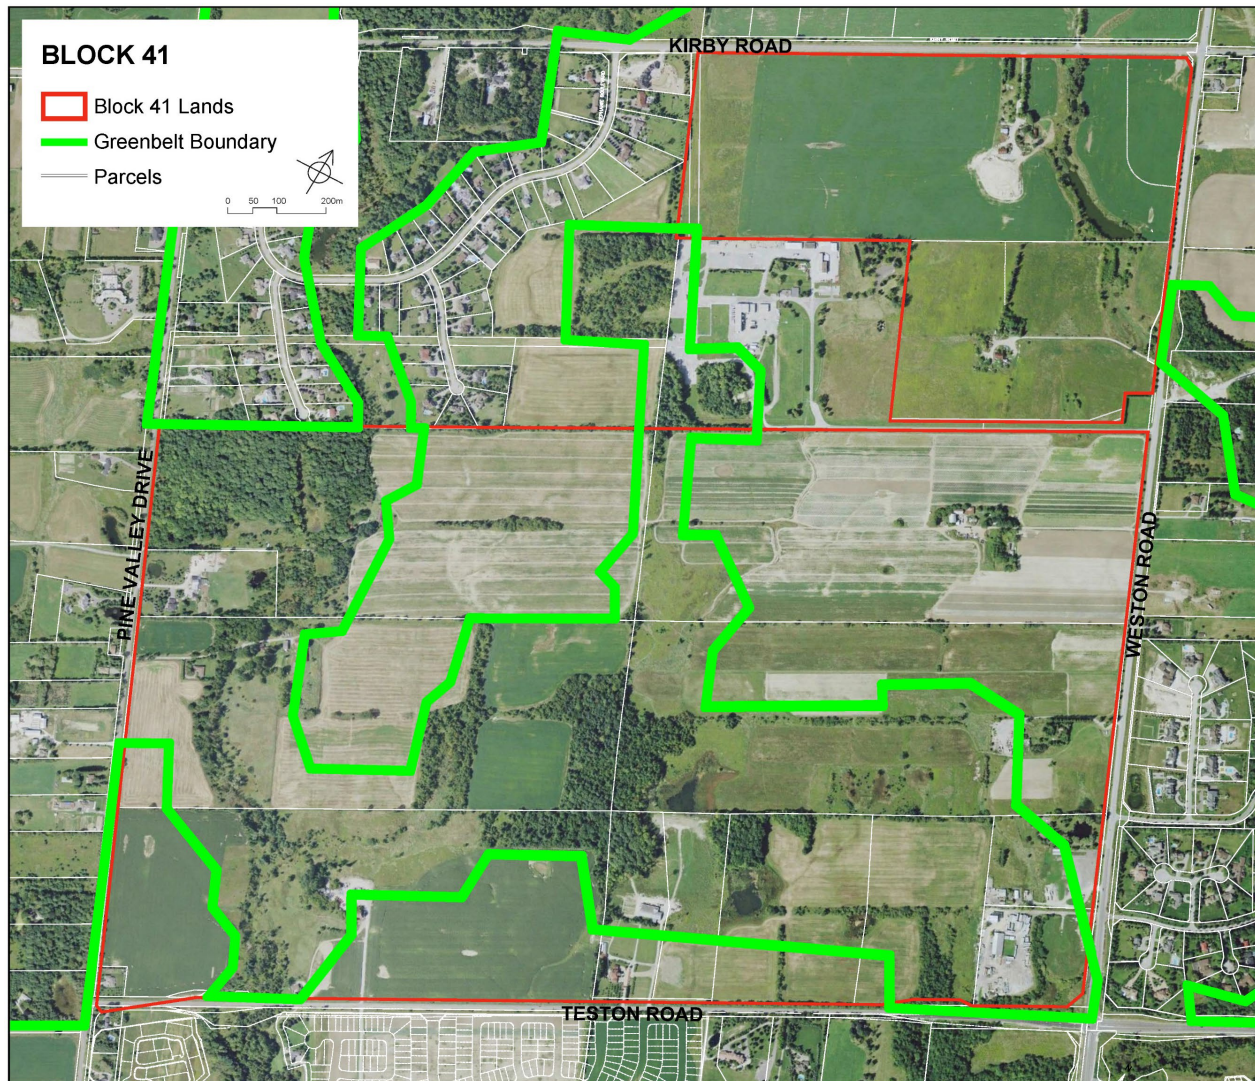 BLOCK 41
Block 41 Lands
Greenbelt Boundary
Parcels
0 50 100 200m
KIRBY ROAD
PINE VALLEY DRIVE
WESTON ROAD
TESTON ROAD